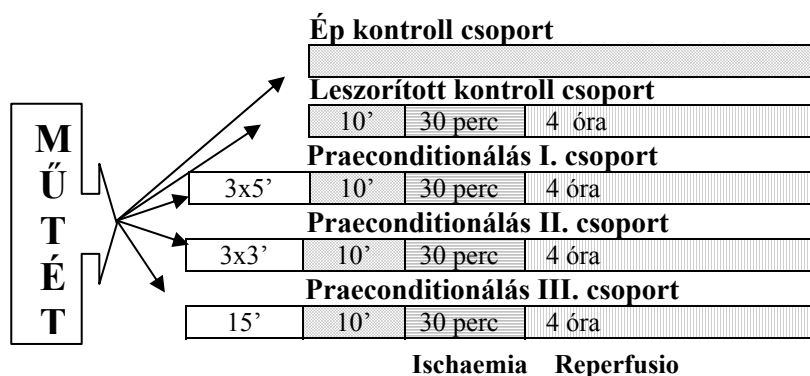 Ép kontroll csoport
Leszorított kontroll csoport
10’ 30 perc 4 óra
Praeconditionálás I. csoport
3x5’ 10’ 30 perc 4 óra
Praeconditionálás II. csoport
3x3’ 10’ 30 perc 4 óra
Praeconditionálás III. csoport
15’ 10’ 30 perc 4 óra
Ischaemia Reperfusio
MŰTÉT